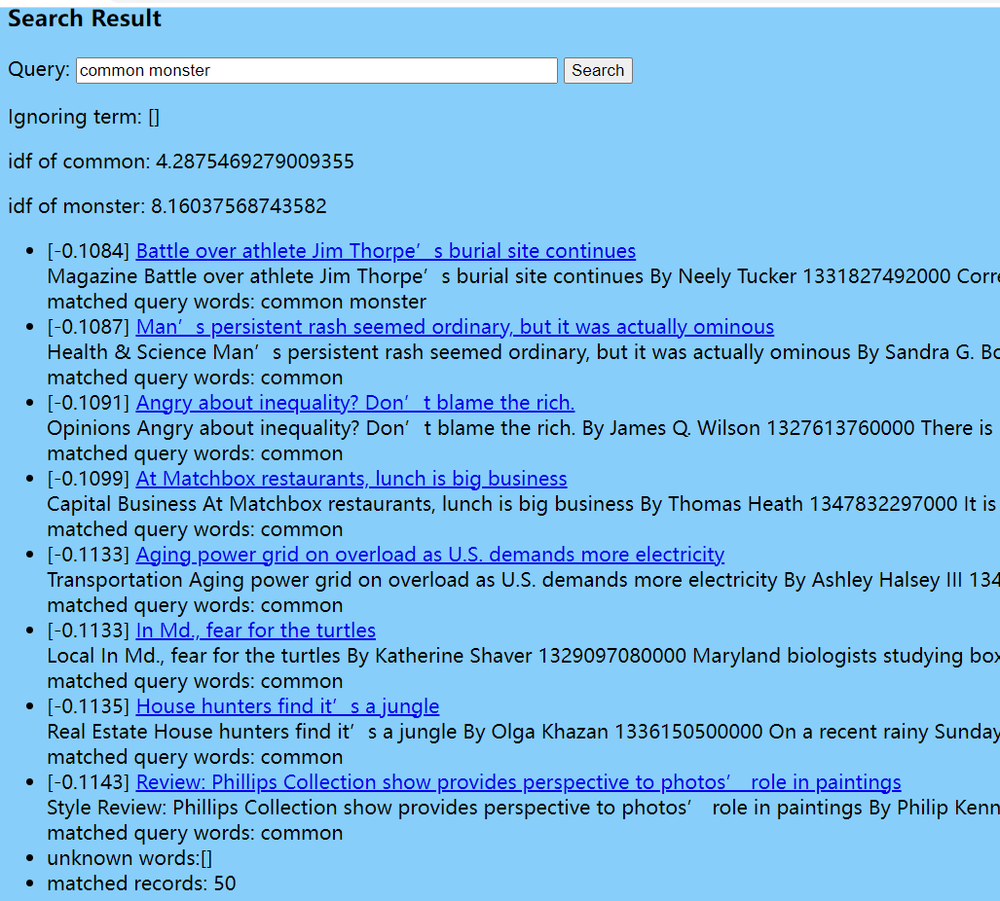 Search Result
Query: common monster Search
Ignoring term: []
idf of common: 4.2875469279009355
idf of monster: 8.16037568743582
[-0.1084] Battle over athlete Jim Thorpe’s burial site continues
Magazine Battle over athlete Jim Thorpe’s burial site continues By Neely Tucker 1331827492000 Corre
matched query words: common monster
[-0.1087] Man’s persistent rash seemed ordinary, but it was actually ominous
Health & Science Man’s persistent rash seemed ordinary, but it was actually ominous By Sandra G. Bo
matched query words: common
[-0.1091] Angry about inequality? Don’t blame the rich.
Opinions Angry about inequality? Don’t blame the rich. By James Q. Wilson 1327613760000 There is
matched query words: common
[-0.1099] At Matchbox restaurants, lunch is big business
Capital Business At Matchbox restaurants, lunch is big business By Thomas Heath 1347832297000 It is
matched query words: common
[-0.1133] Aging power grid on overload as U.S. demands more electricity
Transportation Aging power grid on overload as U.S. demands more electricity By Ashley Halsey III 134
matched query words: common
[-0.1133] In Md., fear for the turtles
Local In Md., fear for the turtles By Katherine Shaver 1329097080000 Maryland biologists studying box
matched query words: common
[-0.1135] House hunters find it’s a jungle
Real Estate House hunters find it’s a jungle By Olga Khazan 1336150500000 On a recent rainy Sunday
matched query words: common
[-0.1143] Review: Phillips Collection show provides perspective to photos’ role in paintings
Style Review: Phillips Collection show provides perspective to photos’ role in paintings By Philip Kenn
matched query words: common
unknown words:[]
matched records: 50